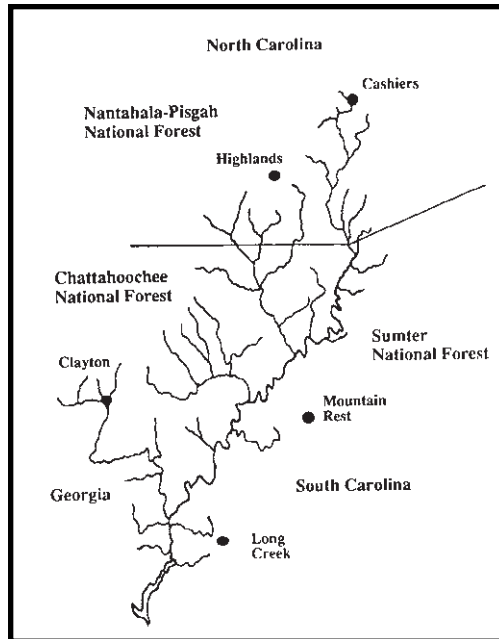 North Carolina
Cashiers
Nantahala-Pisgah
National Forest
Highlands
Chattahoochee
National Forest
Sumter
National Forest
Clayton
Mountain
Rest
South Carolina
Georgia
Long
Creek